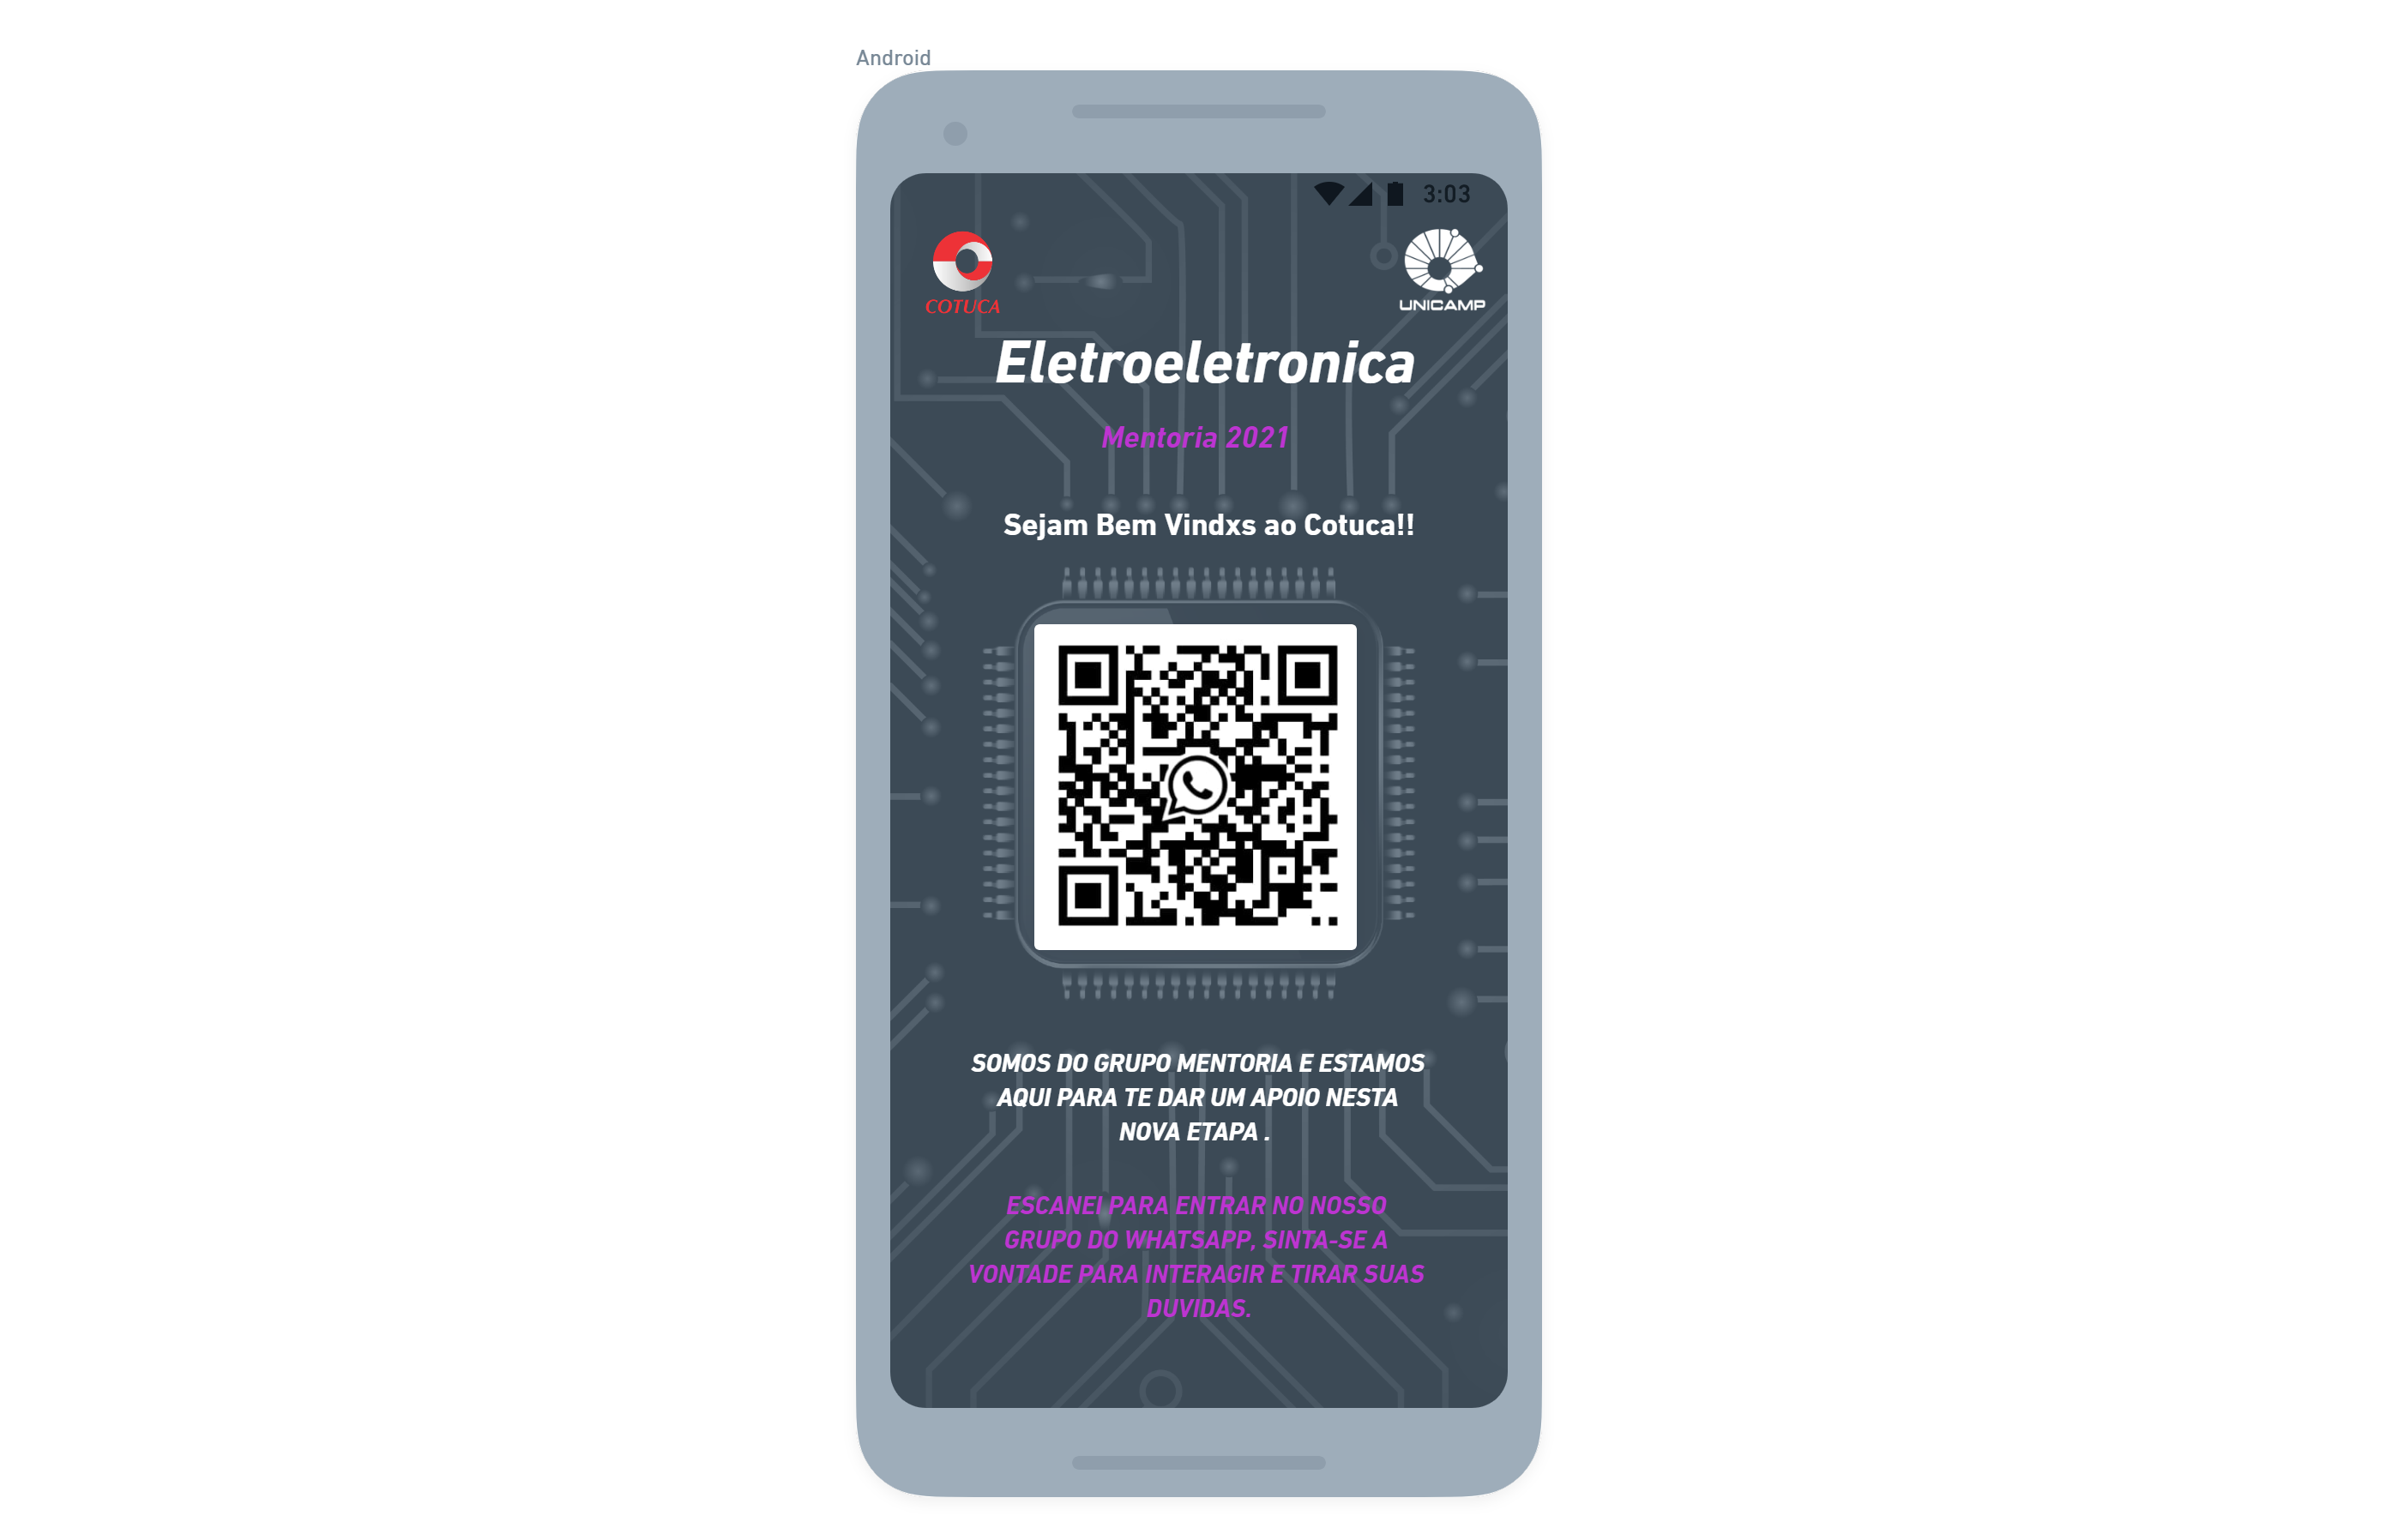 Android
3:03
COTUCA
UNICAMP
Eletroeletronica
Mentoria 2021
Sejam Bem Vindxs ao Cotuca!!
SOMOS DO GRUPO MENTORIA E ESTAMOS
AQUI PARA TE DAR UM APOIO NESTA
NOVA ETAPA .
ESCANEI PARA ENTRAR NO NOSSO
GRUPO DO WHATSAPP, SINTA-SE A
VONTADE PARA INTERAGIR E TIRAR SUAS
DUVIDAS.